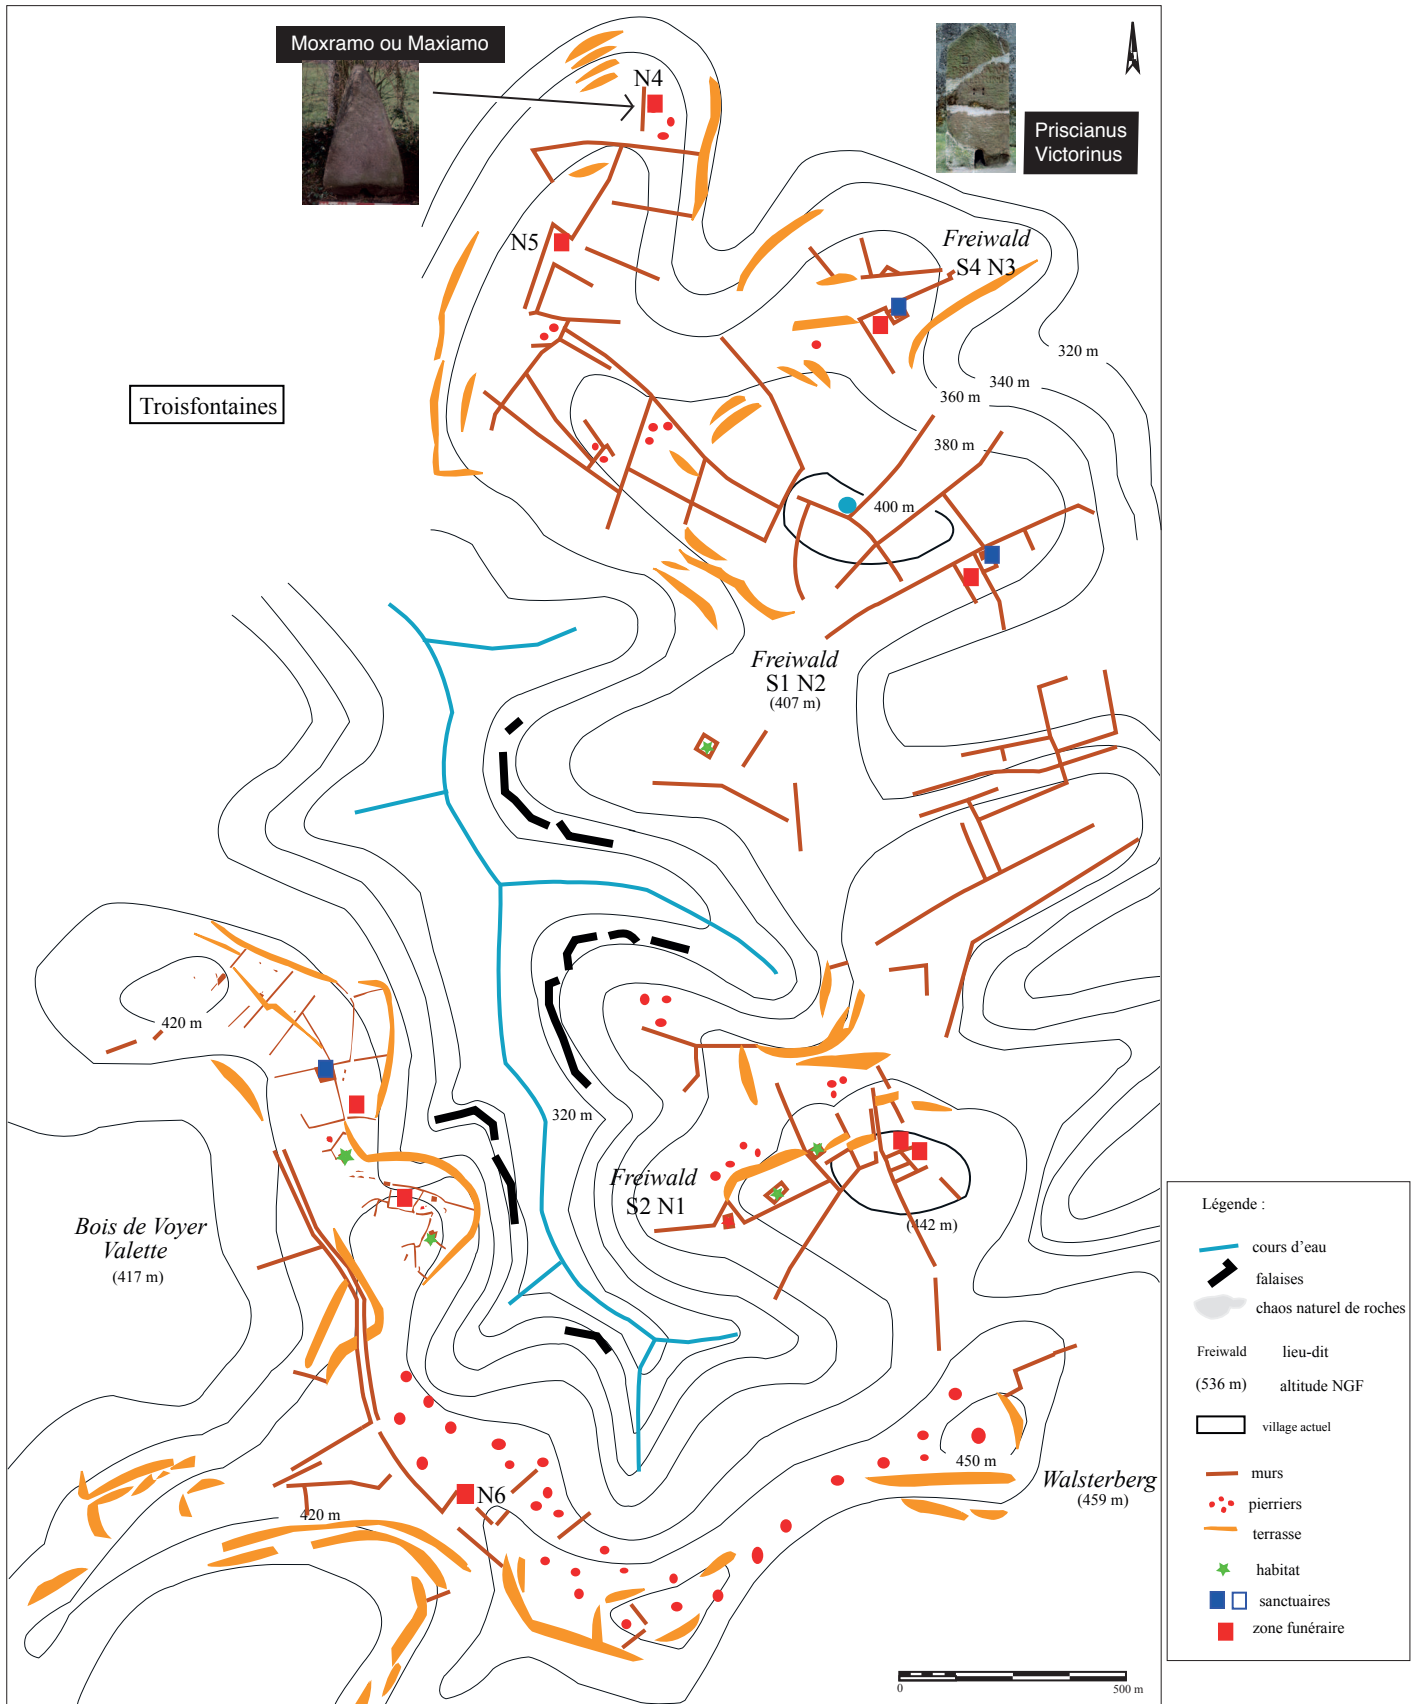 Moxramo ou Maxiamo
N4
Priscianus
Victorinus
N5
Freiwald
S4 N3
320 m
340 m
360 m
Troisfontaines
380 m
400 m
Freiwald
S1 N2
(407 m)
420 m
320 m
Freiwald
S2 N1
(442 m)
Bois de Voyer
Valette
(417 m)
450 m
Walsterberg
(459 m)
N6
420 m
0
500 m
Légende :
cours d'eau
falaises
chaos naturel de roches
Freiwald lieu-dit
(536 m) altitude NGF
village actuel
murs
pierriers
terrasse
habitat
sanctuaires
zone funéraire